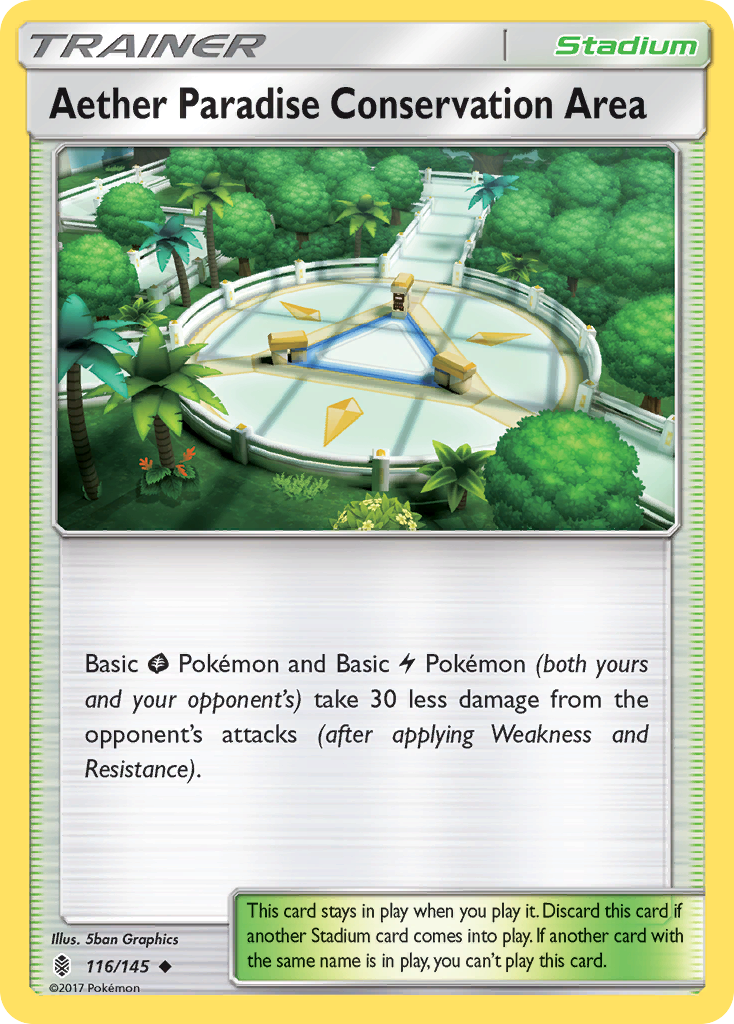 TRAINER
Stadium
Aether Paradise Conservation Area
Basic Pokémon and Basic Pokémon (both yours
and your opponent's) take 30 less damage from the
opponent's attacks (after applying Weakness and
Resistance).
This card stays in play when you play it. Discard this card if
another Stadium card comes into play. If another card with
the same name is in play, you can't play this card.
Illus. 5ban Graphics
116/145
©2017 Pokémon